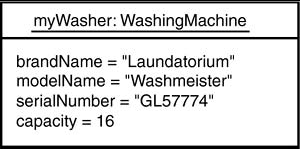 myWasher: WashingMachine
brandName = "Laundatorium"
modelName = "Washmeister"
serialNumber = "GL57774"
capacity = 16